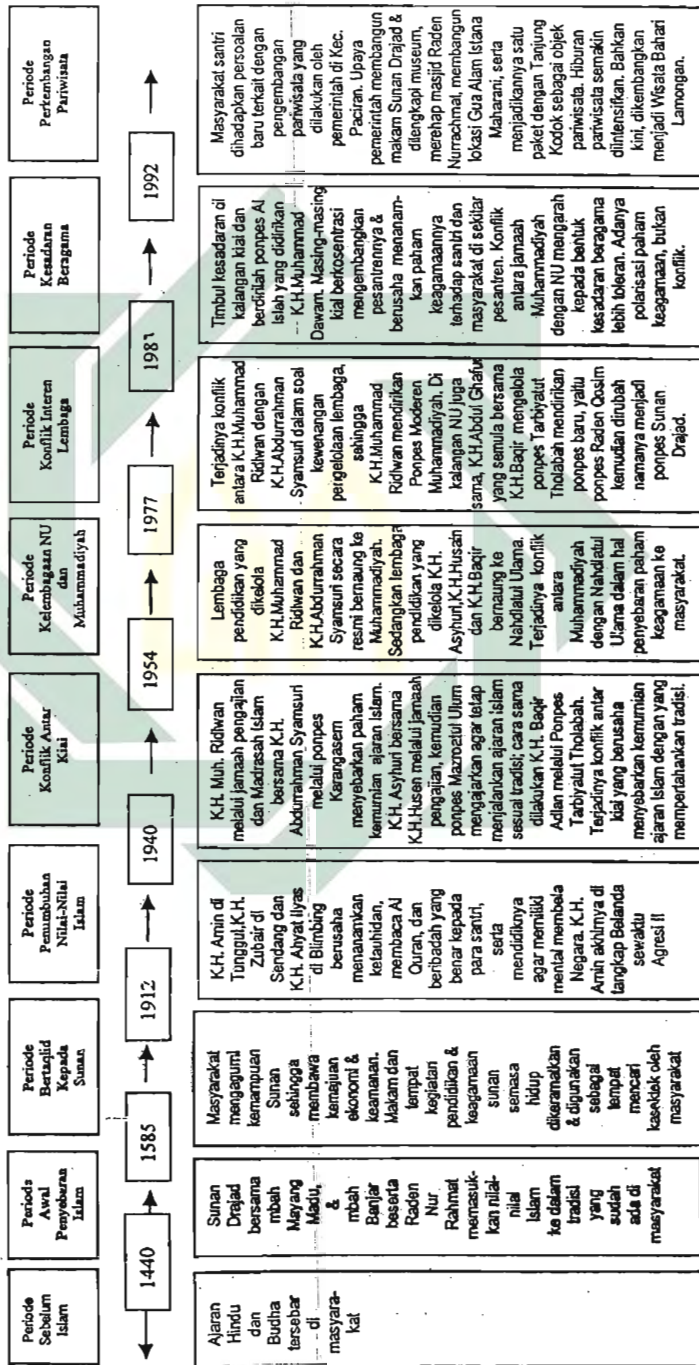 Periode
Sebelum
Islam
Periode
Awal
Penyebaran
Islam
Periode
Bertaqlid
Kepada
Sunan
Periode
Penumbuhan
Nilai-Nilai
Islam
Periode
Konflik Antar
Kiai
Periode
Kelembagaan NU
dan
Muhammadiyah
Periode
Konflik Interen
Lembaga
Periode
Kesadaran
Beragama
Periode
Perkembangan
Pariwisata
1440
1585
1912
1940
1954
1977
1981
1992
Ajaran
Hindu
dan
Budha
tersebar
di
masyara-
kat
Sunan
Drajad
bersama
mbah
Mayang
Madu,
&
mbah
Banjar
beserta
Raden
Nur
Rahmat
memasuk-
kan nilai-
nilai
Islam
ke dalam
tradisi
yang
sudah
ada di
masyarakat
Masyarakat
mengagumi
kemampuan
Sunan
sehingga
membawa
kemajuan
ekonomi &
keamanan.
Makam dan
tempat
kegiatan
pendidikan &
keagamaan
sunan
semasa
hidup
dikeramatkan
& digunakan
sebagai
tempat
mencari
kasekték oleh
masyarakat
K.H. Amin di
Tunggul,K.H.
Zubair di
Sendang dan
K.H. Ahyat Ilyas
di Blimbing
berusaha
menanamkan
ketauhidan,
membaca Al
Quran, dan
beribadah yang
benar kepada
para santri,
serta
mendidiknya
agar memiliki
mental membela
Negara. K.H.
Amin akhirnya di
tangkap Belanda
sewaktu
Agresi II
K.H. Muh. Ridlwan
melalui jamaah pengajian
dan Madrasah Islam
bersama K.H.
Abdurrahman Syamsuri
melalui ponpes
Karangasem
menyebarkan paham
kemurnian ajaran Islam.
K.H. Asyhuri bersama
K.H.Husen melalui jamaah
pengajian, kemudian
ponpes Maznoztul Ulum
mengajarkan agar tetap
menjalankan ajaran islam
sesuai tradisi; cara sama
dilakukan K.H. Baqir
Adlan melalui Ponpes
Tarbiyalut Tholabah.
Terjadinya konflik antar
kiai yang berusaha
menyebarkan kemurnian
ajaran Islam dengan yang
mempertahankan tradisi.
Lembaga
pendidikan yang
dikelola
K.H.Muhammad
Ridlwan dan
K.H.Abdurrahman
Syamsuri secara
resmi bernaung ke
Muhammadiyah.
Sedangkan lembaga
pendidikan yang
dikelola K.H.
Asyhuri,K.H.Husain
dan K.H.Baqir
bernaung ke
Nahdlatul Ulama.
Terjadinya konflik
antara
Muhammadiyah
dengan Nahdlatul
Ulama dalam hal
penyebaran paham
keagamaan ke
masyarakat.
Terjadinya konflik
antara K.H.Muhammad
Ridlwan dengan
K.H.Abdurrahman
Syamsuri dalam soal
kewenangan
pengelolaan lembaga,
sehingga
K.H.Muhammad
Ridlwan mendirikan
Ponpes Moderen
Muhammadiyah. Di
kalangan NU juga
sama, K.H.Abdul Ghafur
yang semula bersama
K.H.Baqir mengelola
ponpes Tarbiyatut
Tholabah mendirikan
ponpes baru, yaitu
ponpes Raden Qosim
kemudian dirubah
namanya menjadi
ponpes Sunan
Drajad.
Timbul kesadaran di
kalangan kiai dan
berdirilah ponpes Al
Islah yang didirikan
K.H.Muhammad
Dawam. Masing-masing
kiai berkosentrasi
mengembangkan
pesantrennya &
berusaha menanam-
kan paham
keagamaannya
terhadap santri dan
masyarakat di sekitar
pesantren. Konflik
antara jamaah
Muhammadiyah
dengan NU mengarah
kepada bentuk
kesadaran beragama
lebih toleran. Adanya
polarisasi paham
keagamaan, bukan
konflik.
Masyarakat santri
dihadapkan persoalan
baru terkait dengan
pengembangan
pariwisata yang
dilakukan oleh
pemerintah di Kec.
Paciran. Upaya
pemerintah membangun
makam Sunan Drajad &
dilengkapi museum,
merehap masjid Raden
Nurrachmat, membangun
lokasi Gua Alam Istana
Maharani, serta
menjadikannya satu
paket dengan Tanjung
Kodok sebagai objek
pariwisata. Hiburan
pariwisata semakin
diintensifkan. Bahkan
kini, dikembangkan
menjadi Wisata Bahari
Lamongan.